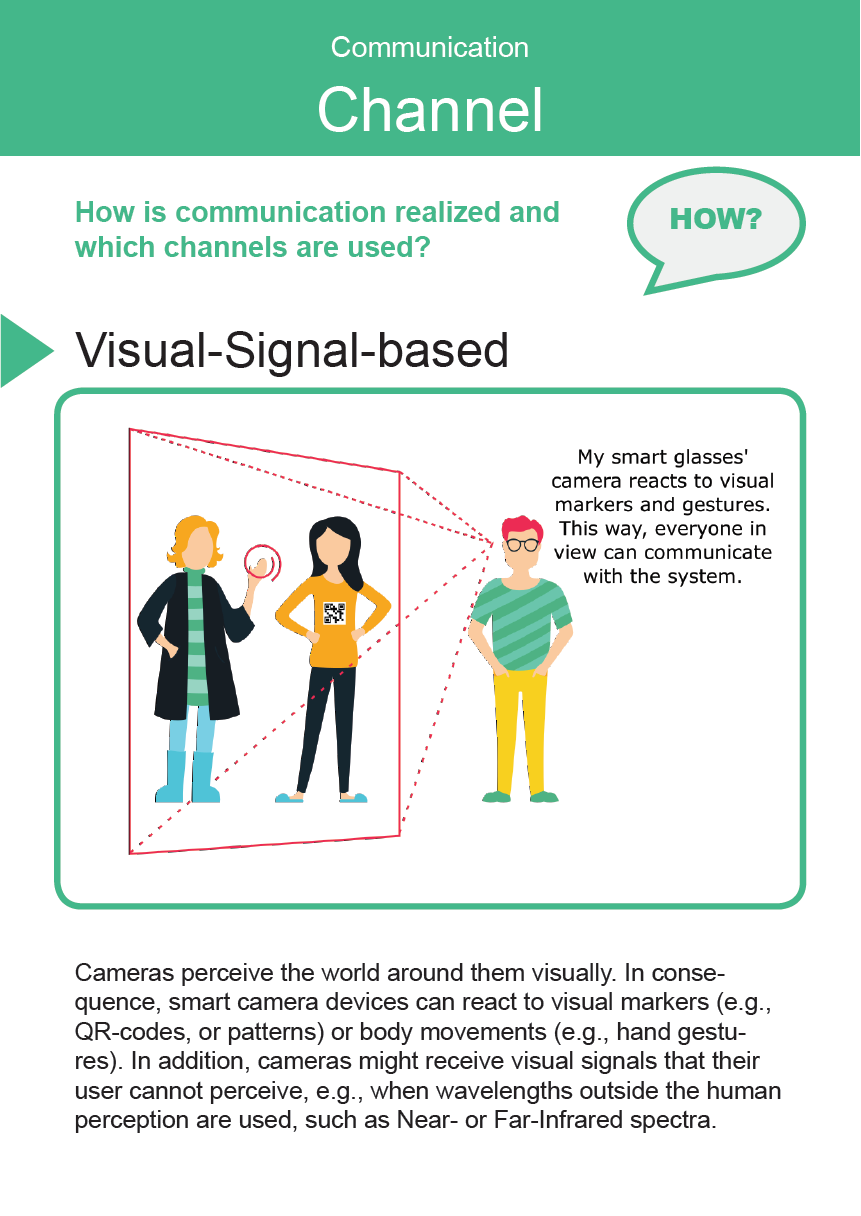 Communication
Channel
How is communication realized and
which channels are used?
HOW?
Visual-Signal-based
My smart glasses'
camera reacts to visual
markers and gestures.
This way, everyone in
view can communicate
with the system.
Cameras perceive the world around them visually. In conse-
quence, smart camera devices can react to visual markers (e.g.,
QR-codes, or patterns) or body movements (e.g., hand gestu-
res). In addition, cameras might receive visual signals that their
user cannot perceive, e.g., when wavelengths outside the human
perception are used, such as Near- or Far-Infrared spectra.